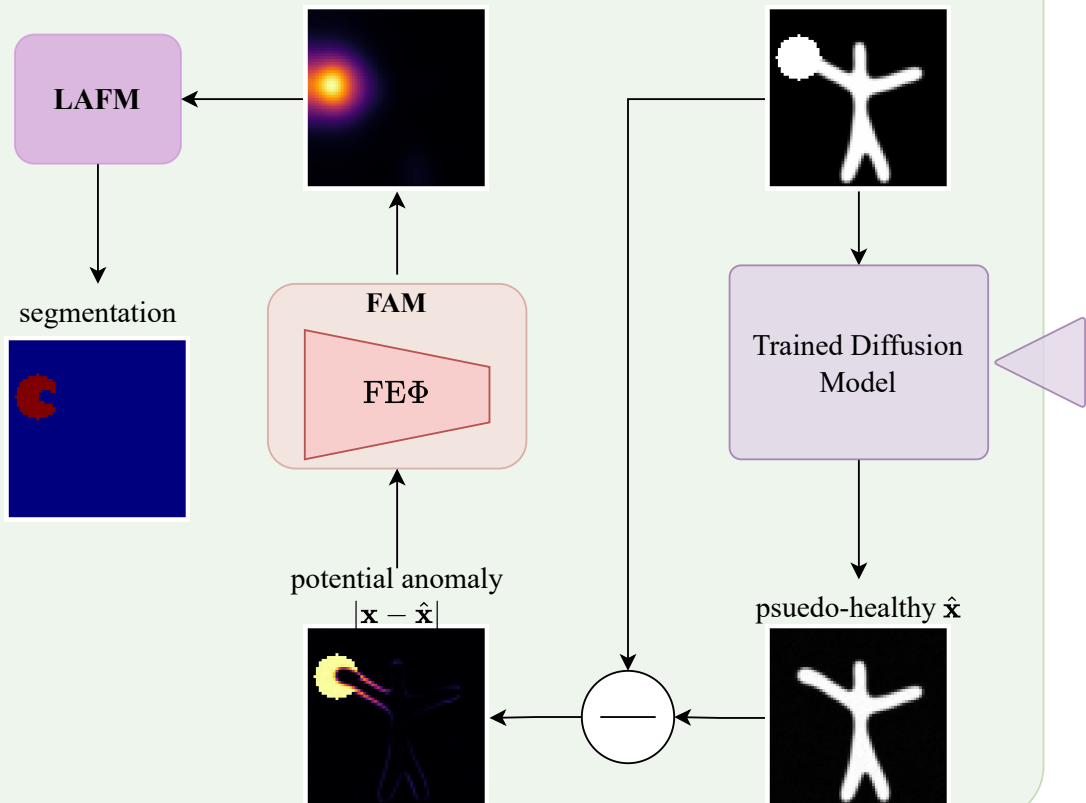 LAFM
segmentation
FAM
FEΦ
Trained Diffusion
Model
potential anomaly
|x − x̂|
psuedo-healthy x̂